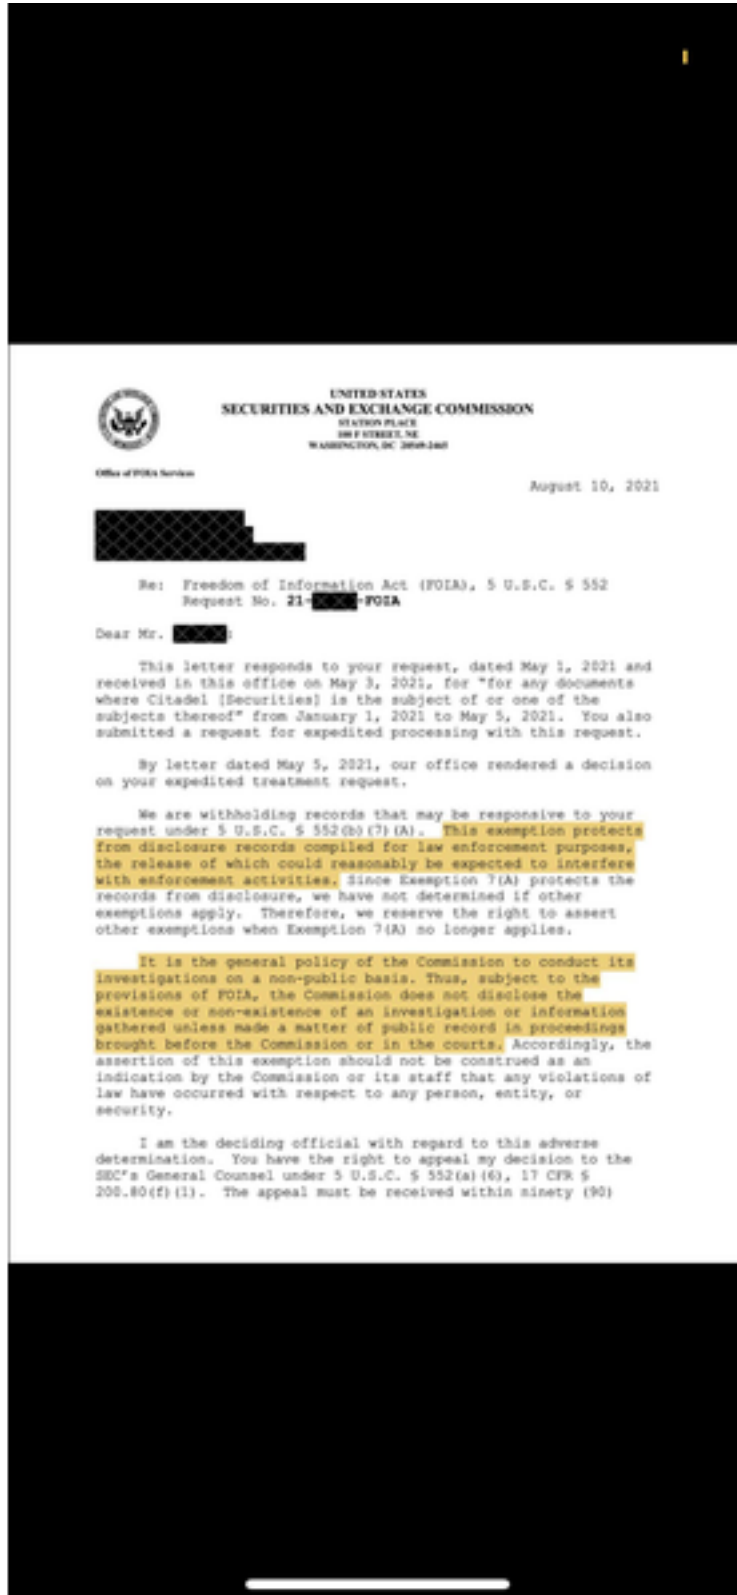 UNITED STATES
SECURITIES AND EXCHANGE COMMISSION
STATION PLACE
100 F STREET, NE
WASHINGTON, DC 20549-2465
Office of FOIA Services
August 10, 2021
Re: Freedom of Information Act (FOIA), 5 U.S.C. § 552
Request No. 21- -FOIA
Dear Mr. :
This letter responds to your request, dated May 1, 2021 and
received in this office on May 3, 2021, for "for any documents
where Citadel [Securities] is the subject of or one of the
subjects thereof" from January 1, 2021 to May 5, 2021. You also
submitted a request for expedited processing with this request.
By letter dated May 5, 2021, our office rendered a decision
on your expedited treatment request.
We are withholding records that may be responsive to your
request under 5 U.S.C. § 552(b)(7)(A). This exemption protects
from disclosure records compiled for law enforcement purposes,
the release of which could reasonably be expected to interfere
with enforcement activities. Since Exemption 7(A) protects the
records from disclosure, we have not determined if other
exemptions apply. Therefore, we reserve the right to assert
other exemptions when Exemption 7(A) no longer applies.
It is the general policy of the Commission to conduct its
investigations on a non-public basis. Thus, subject to the
provisions of FOIA, the Commission does not disclose the
existence or non-existence of an investigation or information
gathered unless made a matter of public record in proceedings
brought before the Commission or in the courts. Accordingly, the
assertion of this exemption should not be construed as an
indication by the Commission or its staff that any violations of
law have occurred with respect to any person, entity, or
security.
I am the deciding official with regard to this adverse
determination. You have the right to appeal my decision to the
SEC's General Counsel under 5 U.S.C. § 552(a)(6), 17 CFR §
200.80(f)(1). The appeal must be received within ninety (90)